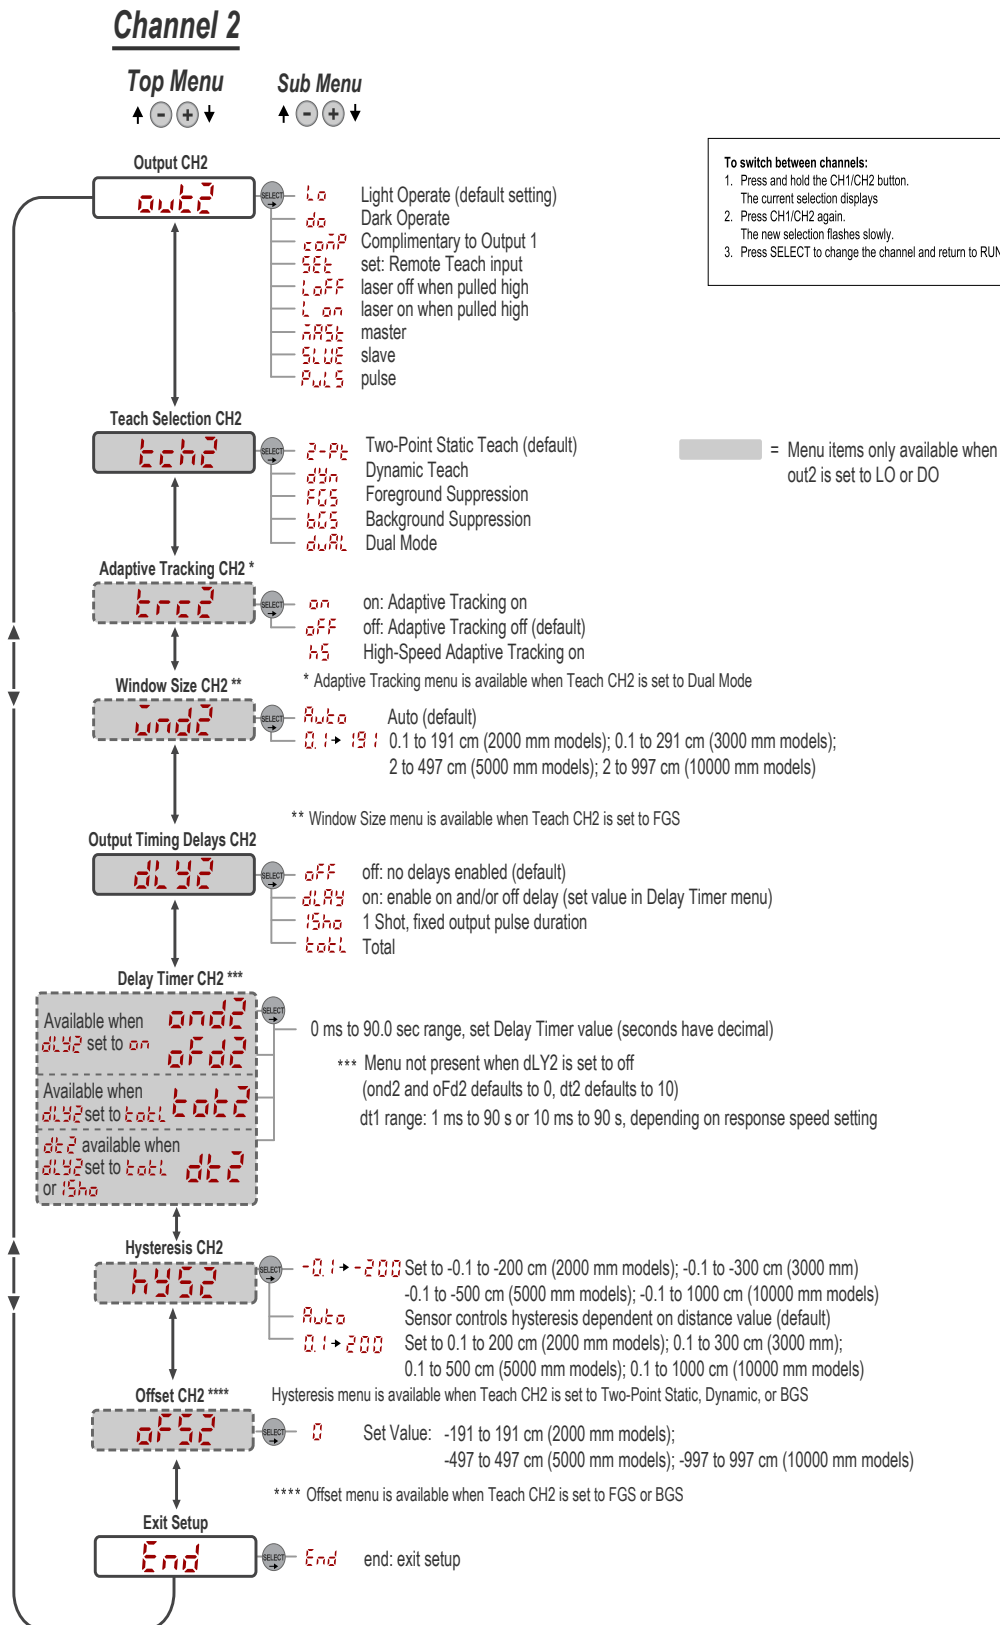 Channel 2
Top Menu
Sub Menu
- +
- +
To switch between channels:
1. Press and hold the CH1/CH2 button.
The current selection displays
2. Press CH1/CH2 again.
The new selection flashes slowly.
3. Press SELECT to change the channel and return to RUN
Output CH2
out2
SELECT
Lo Light Operate (default setting)
do Dark Operate
comP Complimentary to Output 1
SEt set: Remote Teach input
LoFF laser off when pulled high
L on laser on when pulled high
mASt master
SLVE slave
PuLS pulse
Teach Selection CH2
tch2
SELECT
2-Pt Two-Point Static Teach (default)
dYn Dynamic Teach
FGS Foreground Suppression
bGS Background Suppression
duAL Dual Mode
= Menu items only available when
out2 is set to LO or DO
Adaptive Tracking CH2 *
trc2
SELECT
on on: Adaptive Tracking on
oFF off: Adaptive Tracking off (default)
hS High-Speed Adaptive Tracking on
* Adaptive Tracking menu is available when Teach CH2 is set to Dual Mode
Window Size CH2 **
wnd2
SELECT
Auto Auto (default)
0.1 191 0.1 to 191 cm (2000 mm models); 0.1 to 291 cm (3000 mm models);
2 to 497 cm (5000 mm models); 2 to 997 cm (10000 mm models)
** Window Size menu is available when Teach CH2 is set to FGS
Output Timing Delays CH2
dLY2
SELECT
oFF off: no delays enabled (default)
dLAY on: enable on and/or off delay (set value in Delay Timer menu)
1Sho 1 Shot, fixed output pulse duration
totL Total
Delay Timer CH2 ***
Available when
dLY2 set to on
ond2
oFd2
SELECT
0 ms to 90.0 sec range, set Delay Timer value (seconds have decimal)
*** Menu not present when dLY2 is set to off
(ond2 and oFd2 defaults to 0, dt2 defaults to 10)
dt1 range: 1 ms to 90 s or 10 ms to 90 s, depending on response speed setting
Available when
dLY2 set to totL
tot2
dt2 available when
dLY2 set to totL
or 1Sho
dt2
Hysteresis CH2
hYS2
SELECT
-0.1 -200 Set to -0.1 to -200 cm (2000 mm models); -0.1 to -300 cm (3000 mm)
-0.1 to -500 cm (5000 mm models); -0.1 to 1000 cm (10000 mm models)
Auto Sensor controls hysteresis dependent on distance value (default)
0.1 200 Set to 0.1 to 200 cm (2000 mm models); 0.1 to 300 cm (3000 mm);
0.1 to 500 cm (5000 mm models); 0.1 to 1000 cm (10000 mm models)
Hysteresis menu is available when Teach CH2 is set to Two-Point Static, Dynamic, or BGS
Offset CH2 ****
oFS2
SELECT
0 Set Value: -191 to 191 cm (2000 mm models);
-497 to 497 cm (5000 mm models); -997 to 997 cm (10000 mm models)
**** Offset menu is available when Teach CH2 is set to FGS or BGS
Exit Setup
End
SELECT
End end: exit setup